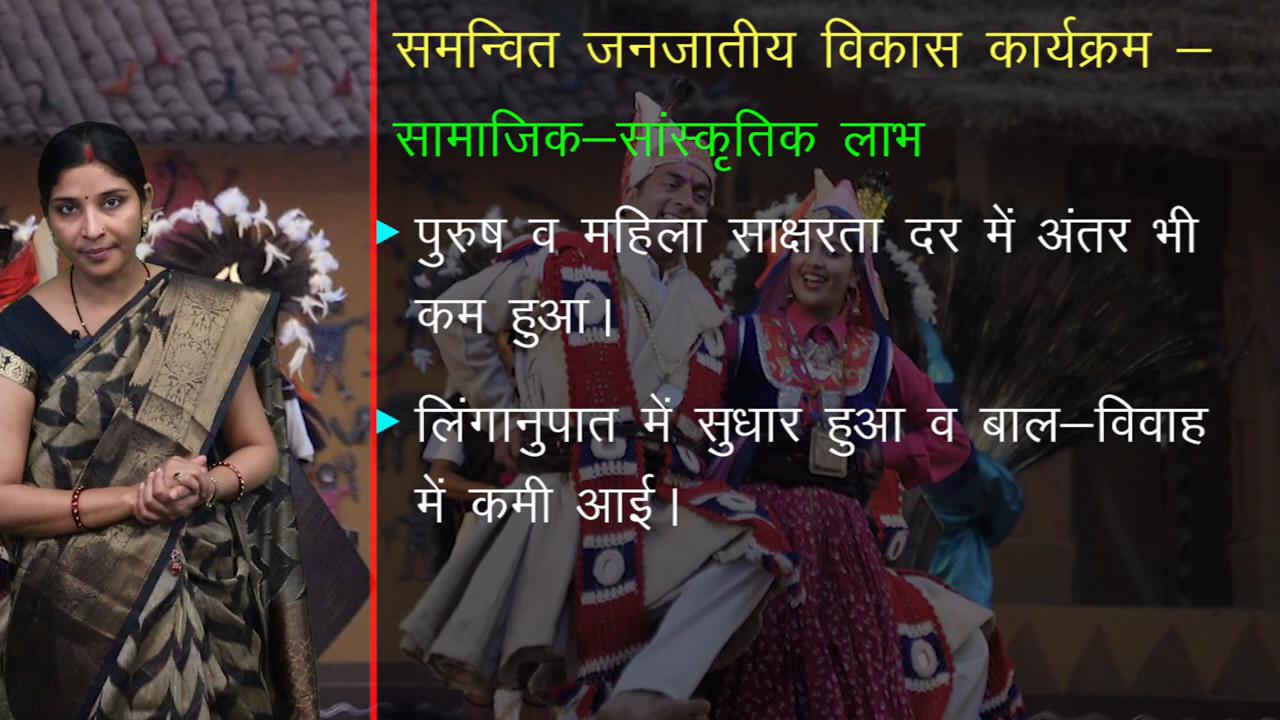 समन्वित जनजातीय विकास कार्यक्रम –
सामाजिक–सांस्कृतिक लाभ
पुरुष व महिला साक्षरता दर में अंतर भी
कम हुआ।
लिंगानुपात में सुधार हुआ व बाल–विवाह
में कमी आई।